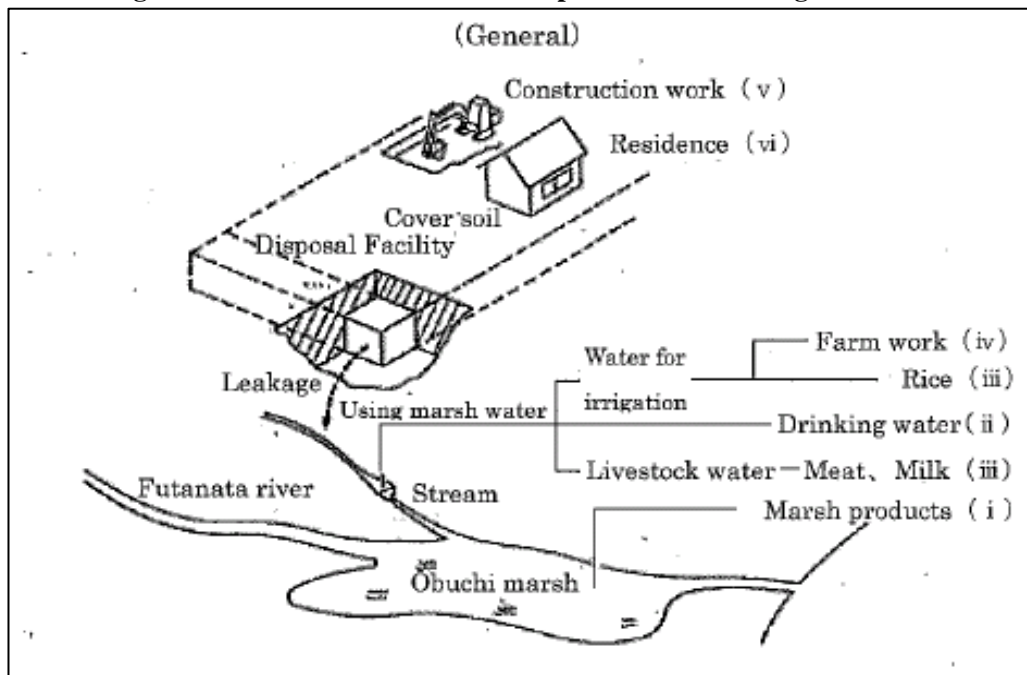 (General)
Construction work (v)
Residence (vi)
Cover soil
Disposal Facility
Leakage
Using marsh water
Water for
irrigation
Farm work (iv)
Rice (iii)
Drinking water (ii)
Livestock water－Meat、Milk (iii)
Futanata river
Stream
Marsh products (i)
Obuchi marsh